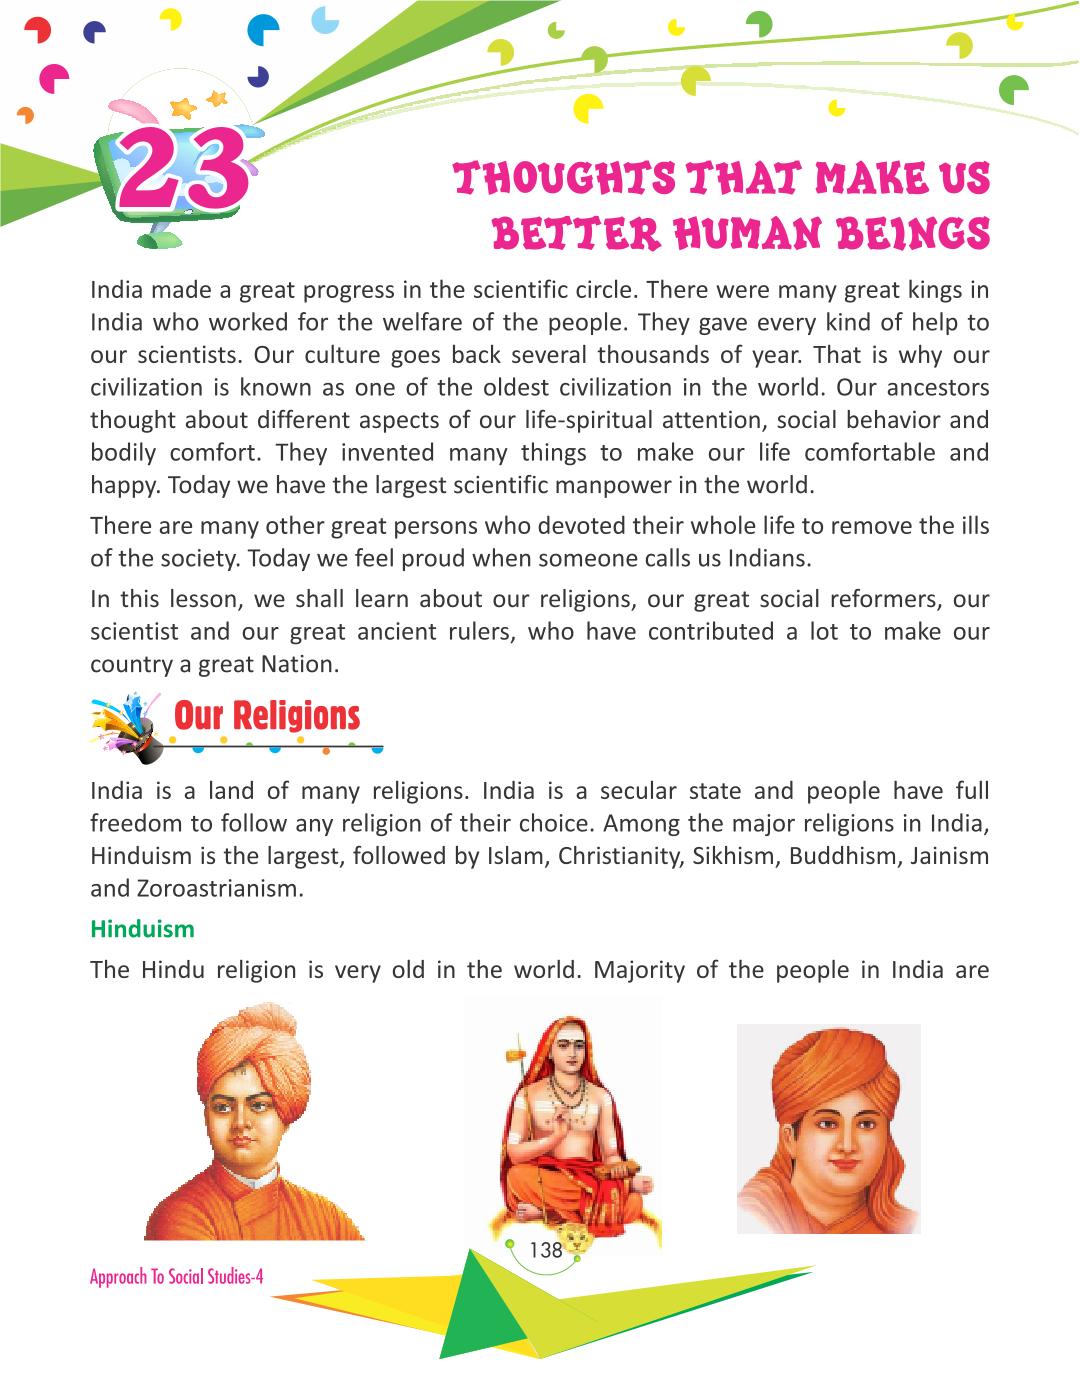 23
THOUGHTS THAT MAKE US
BETTER HUMAN BEINGS
India made a great progress in the scientific circle. There were many great kings in
India who worked for the welfare of the people. They gave every kind of help to
our scientists. Our culture goes back several thousands of year. That is why our
civilization is known as one of the oldest civilization in the world. Our ancestors
thought about different aspects of our life-spiritual attention, social behavior and
bodily comfort. They invented many things to make our life comfortable and
happy. Today we have the largest scientific manpower in the world.
There are many other great persons who devoted their whole life to remove the ills
of the society. Today we feel proud when someone calls us Indians.
In this lesson, we shall learn about our religions, our great social reformers, our
scientist and our great ancient rulers, who have contributed a lot to make our
country a great Nation.
Our Religions
India is a land of many religions. India is a secular state and people have full
freedom to follow any religion of their choice. Among the major religions in India,
Hinduism is the largest, followed by Islam, Christianity, Sikhism, Buddhism, Jainism
and Zoroastrianism.
Hinduism
The Hindu religion is very old in the world. Majority of the people in India are
138
Approach To Social Studies-4